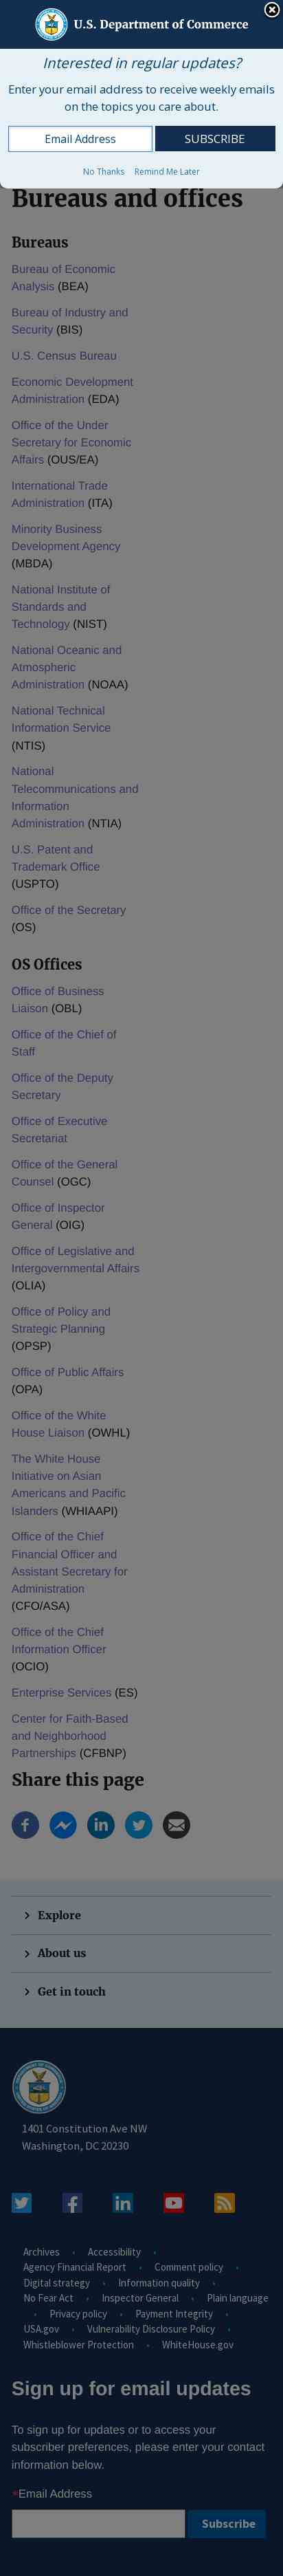 U.S. Department of Commerce
Interested in regular updates?
Enter your email address to receive weekly emails
on the topics you care about.
Email Address SUBSCRIBE
No Thanks Remind Me Later
Bureaus and offices
Bureaus
Bureau of Economic
Analysis (BEA)
Bureau of Industry and
Security (BIS)
U.S. Census Bureau
Economic Development
Administration (EDA)
Office of the Under
Secretary for Economic
Affairs (OUS/EA)
International Trade
Administration (ITA)
Minority Business
Development Agency
(MBDA)
National Institute of
Standards and
Technology (NIST)
National Oceanic and
Atmospheric
Administration (NOAA)
National Technical
Information Service
(NTIS)
National
Telecommunications and
Information
Administration (NTIA)
U.S. Patent and
Trademark Office
(USPTO)
Office of the Secretary
(OS)
OS Offices
Office of Business
Liaison (OBL)
Office of the Chief of
Staff
Office of the Deputy
Secretary
Office of Executive
Secretariat
Office of the General
Counsel (OGC)
Office of Inspector
General (OIG)
Office of Legislative and
Intergovernmental Affairs
(OLIA)
Office of Policy and
Strategic Planning
(OPSP)
Office of Public Affairs
(OPA)
Office of the White
House Liaison (OWHL)
The White House
Initiative on Asian
Americans and Pacific
Islanders (WHIAAPI)
Office of the Chief
Financial Officer and
Assistant Secretary for
Administration
(CFO/ASA)
Office of the Chief
Information Officer
(OCIO)
Enterprise Services (ES)
Center for Faith-Based
and Neighborhood
Partnerships (CFBNP)
Share this page
Explore
About us
Get in touch
1401 Constitution Ave NW
Washington, DC 20230
Archives • Accessibility •
Agency Financial Report • Comment policy •
Digital strategy • Information quality •
No Fear Act • Inspector General • Plain language
• Privacy policy • Payment Integrity •
USA.gov • Vulnerability Disclosure Policy •
Whistleblower Protection • WhiteHouse.gov
Sign up for email updates
To sign up for updates or to access your
subscriber preferences, please enter your contact
information below.
*Email Address
Subscribe